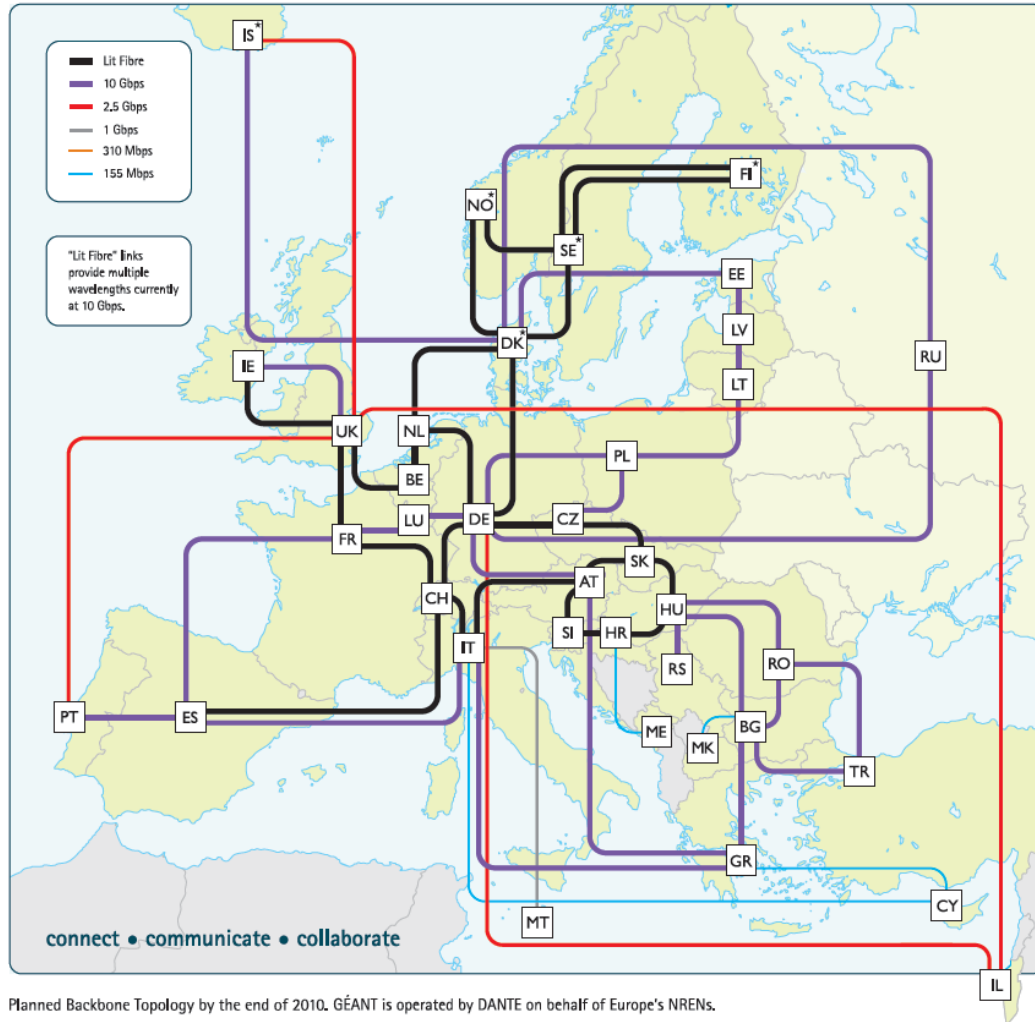 IS*
Lit Fibre
10 Gbps
2.5 Gbps
1 Gbps
310 Mbps
155 Mbps
"Lit Fibre" links
provide multiple
wavelengths currently
at 10 Gbps.
FI*
NO*
SE*
EE
LV
DK*
RU
IE
LT
UK
NL
PL
BE
LU
DE
CZ
FR
SK
AT
CH
HU
SI
HR
IT
RO
RS
PT
ES
ME
MK
BG
TR
GR
CY
MT
connect • communicate • collaborate
IL
Planned Backbone Topology by the end of 2010. GÉANT is operated by DANTE on behalf of Europe's NRENs.